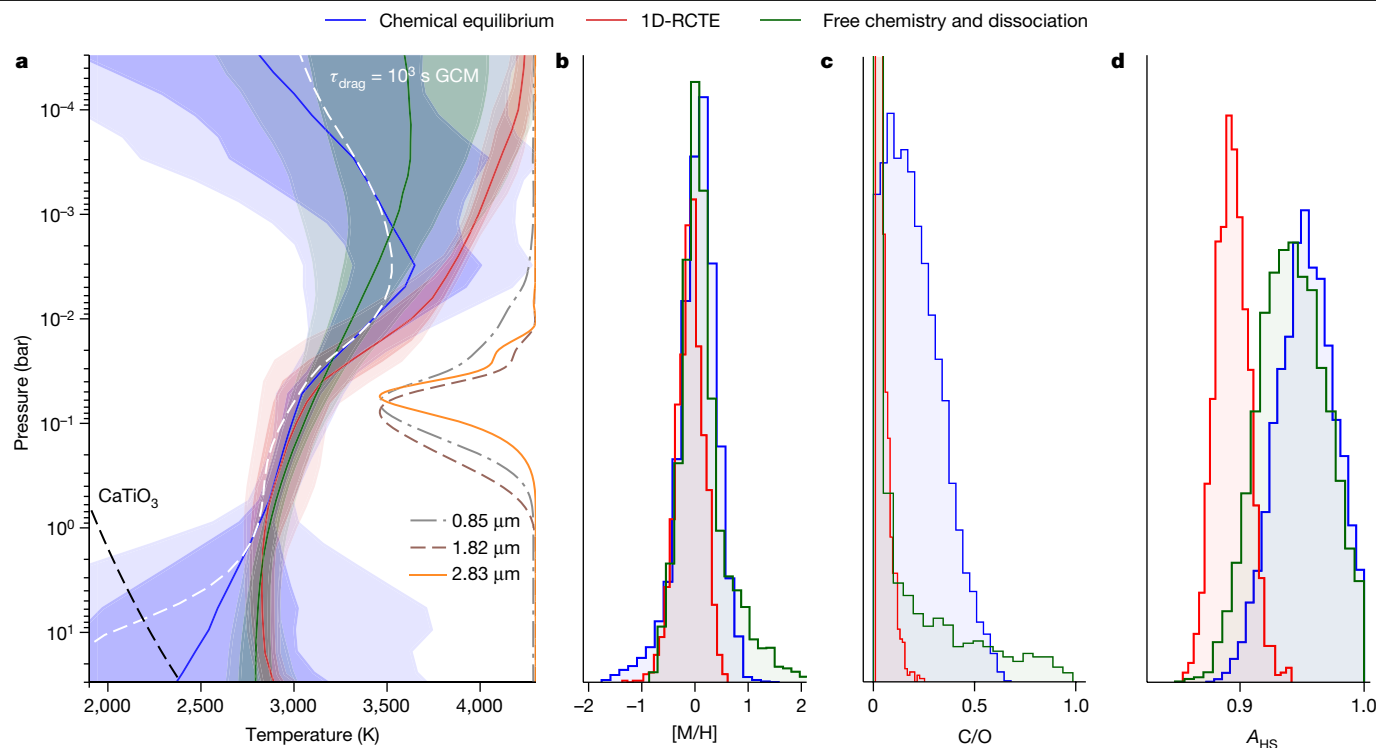 Chemical equilibrium
1D-RCTE
Free chemistry and dissociation
a
b
c
d
τdrag = 10³ s GCM
10⁻⁴
10⁻³
10⁻²
10⁻¹
10⁰
10¹
Pressure (bar)
CaTiO₃
0.85 μm
1.82 μm
2.83 μm
2,000 2,500 3,000 3,500 4,000
Temperature (K)
−2 −1 0 1 2
[M/H]
0 0.5 1.0
C/O
0.9 1.0
A_HS